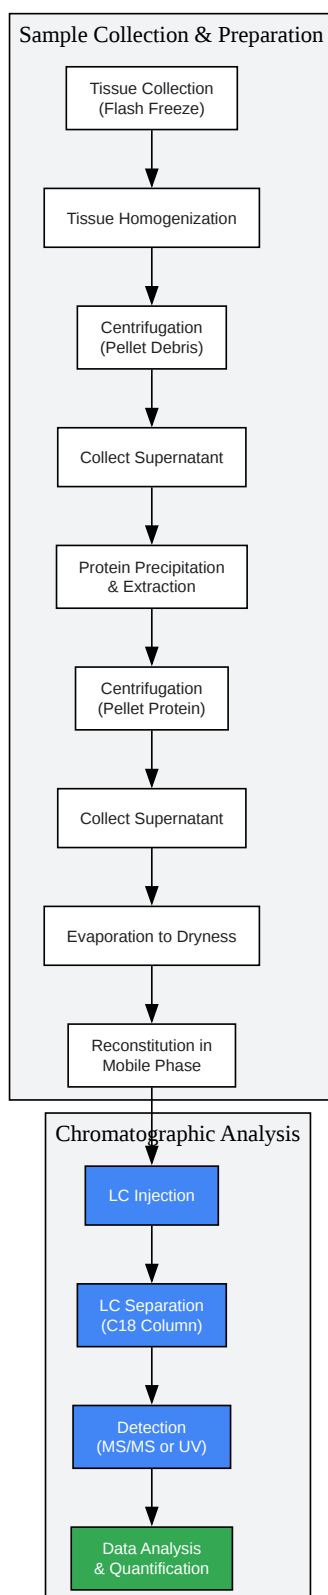 Sample Collection & Preparation
Tissue Collection
(Flash Freeze)
Tissue Homogenization
Centrifugation
(Pellet Debris)
Collect Supernatant
Protein Precipitation
& Extraction
Centrifugation
(Pellet Protein)
Collect Supernatant
Evaporation to Dryness
Reconstitution in
Mobile Phase
Chromatographic Analysis
LC Injection
LC Separation
(C18 Column)
Detection
(MS/MS or UV)
Data Analysis
& Quantification